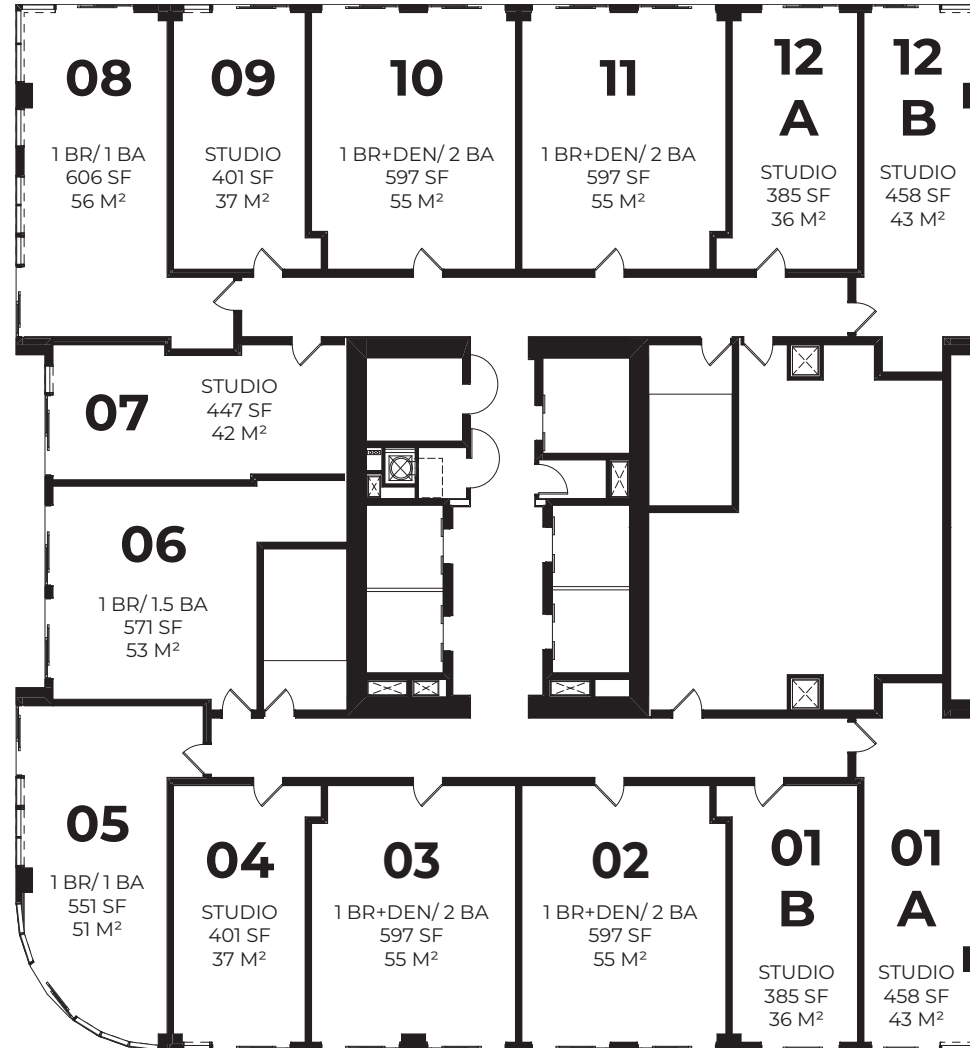 08
1 BR/ 1 BA
606 SF
56 M²
09
STUDIO
401 SF
37 M²
10
1 BR+DEN/ 2 BA
597 SF
55 M²
11
1 BR+DEN/ 2 BA
597 SF
55 M²
12
A
STUDIO
385 SF
36 M²
12
B
STUDIO
458 SF
43 M²
07
STUDIO
447 SF
42 M²
06
1 BR/ 1.5 BA
571 SF
53 M²
05
1 BR/ 1 BA
551 SF
51 M²
04
STUDIO
401 SF
37 M²
03
1 BR+DEN/ 2 BA
597 SF
55 M²
02
1 BR+DEN/ 2 BA
597 SF
55 M²
01
B
STUDIO
385 SF
36 M²
01
A
STUDIO
458 SF
43 M²